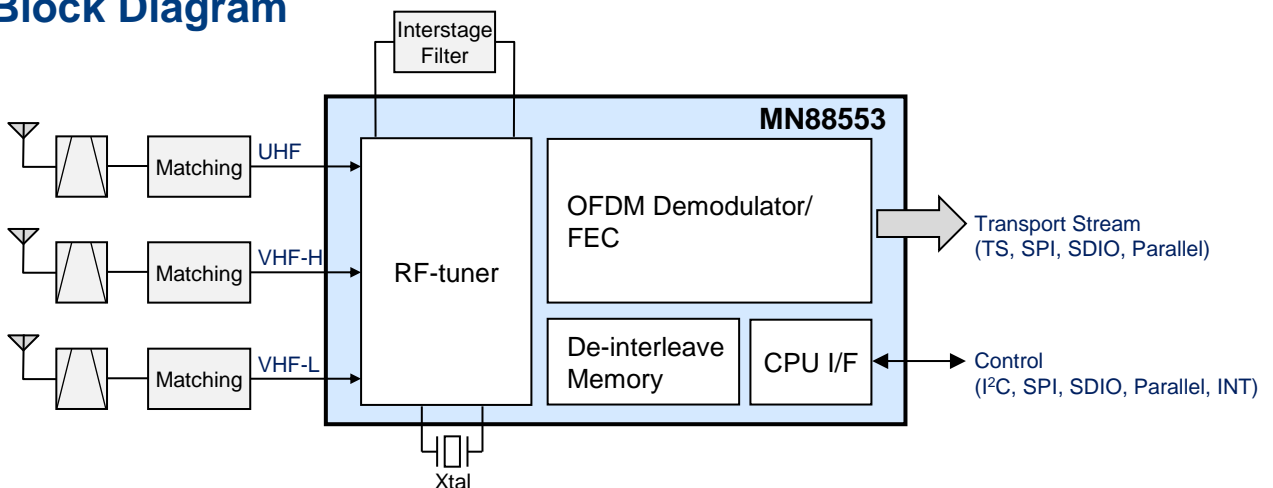 Block Diagram
Interstage
Filter
MN88553
Matching
UHF
Matching
VHF-H
Matching
VHF-L
RF-tuner
OFDM Demodulator/
FEC
De-interleave
Memory
CPU I/F
Transport Stream
(TS, SPI, SDIO, Parallel)
Control
(I²C, SPI, SDIO, Parallel, INT)
Xtal